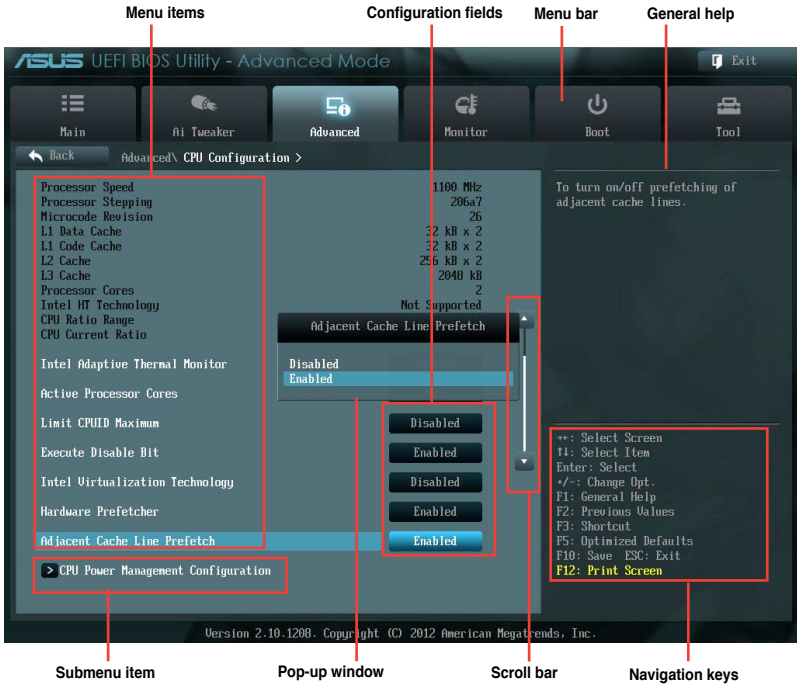 Menu items
Configuration fields
Menu bar
General help
ASUS UEFI BIOS Utility - Advanced Mode
Exit
Main
Ai Tweaker
Advanced
Monitor
Boot
Tool
Back
Advanced\ CPU Configuration >
Processor Speed 1100 MHz
Processor Stepping 206a7
Microcode Revision 26
L1 Data Cache 32 kB x 2
L1 Code Cache 32 kB x 2
L2 Cache 256 kB x 2
L3 Cache 2048 kB
Processor Cores 2
Intel HT Technology Not Supported
CPU Ratio Range
CPU Current Ratio
Adjacent Cache Line Prefetch
Disabled
Enabled
Intel Adaptive Thermal Monitor
Active Processor Cores
Limit CPUID Maximum Disabled
Execute Disable Bit Enabled
Intel Virtualization Technology Disabled
Hardware Prefetcher Enabled
Adjacent Cache Line Prefetch Enabled
> CPU Power Management Configuration
To turn on/off prefetching of
adjacent cache lines.
→←: Select Screen
↑↓: Select Item
Enter: Select
+/-: Change Opt.
F1: General Help
F2: Previous Values
F3: Shortcut
F5: Optimized Defaults
F10: Save ESC: Exit
F12: Print Screen
Version 2.10.1208. Copyright (C) 2012 American Megatrends, Inc.
Submenu item
Pop-up window
Scroll bar
Navigation keys